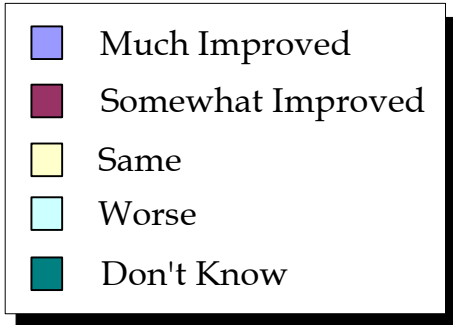 Much Improved
Somewhat Improved
Same
Worse
Don't Know